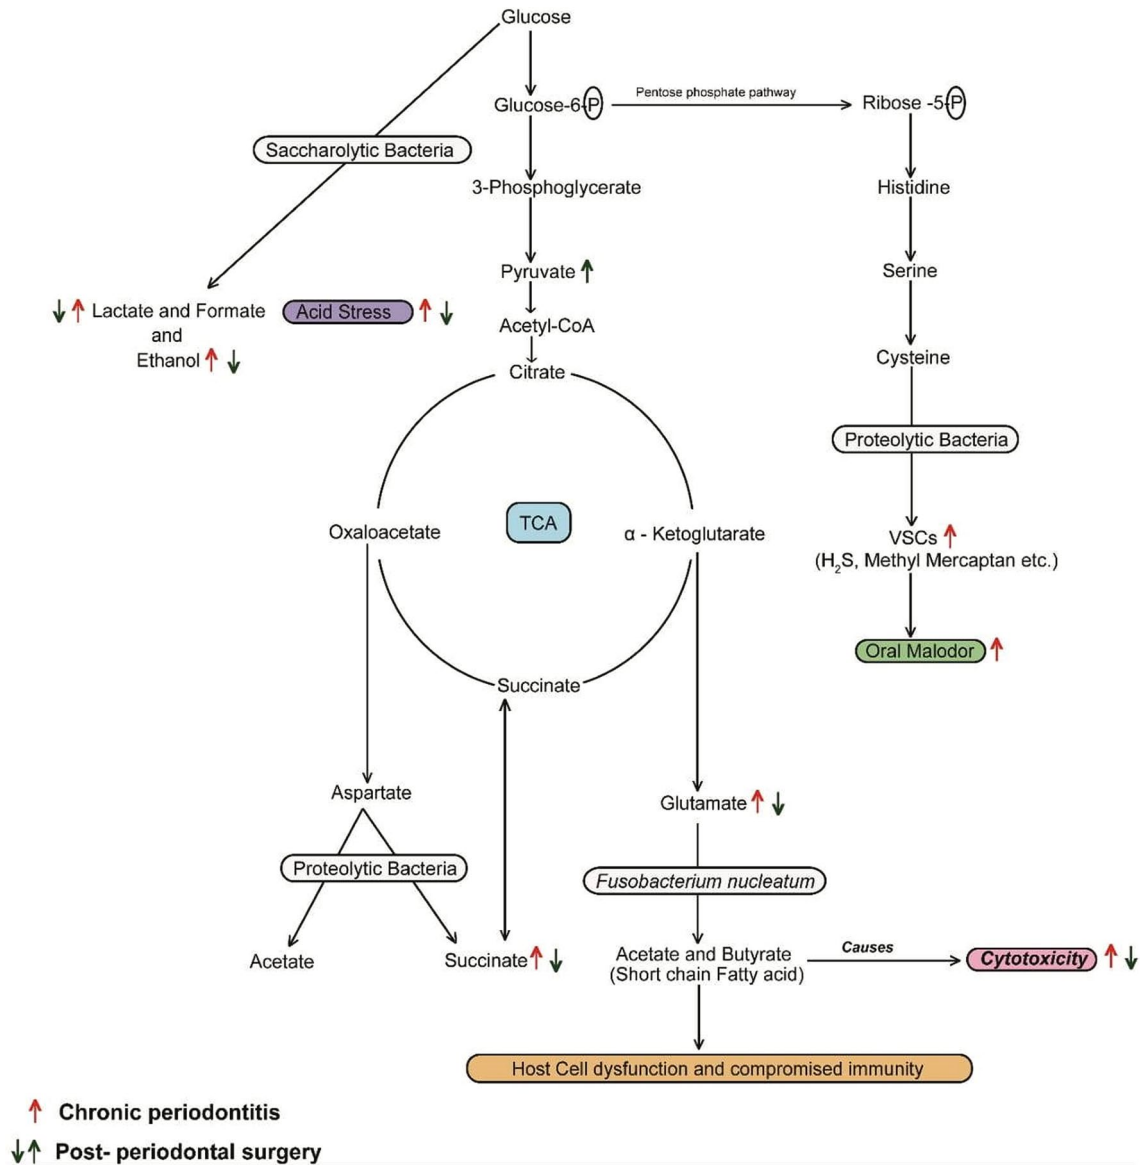 Glucose
Glucose-6-P
Pentose phosphate pathway
Ribose -5-P
Saccharolytic Bacteria
3-Phosphoglycerate
Histidine
Pyruvate ↑
Serine
↓ ↑ Lactate and Formate
and
Ethanol ↑ ↓
Acid Stress ↑ ↓
Acetyl-CoA
Citrate
Cysteine
Proteolytic Bacteria
Oxaloacetate
TCA
α - Ketoglutarate
VSCs ↑
(H₂S, Methyl Mercaptan etc.)
Oral Malodor ↑
Succinate
Aspartate
Glutamate ↑ ↓
Proteolytic Bacteria
Fusobacterium nucleatum
Acetate
Succinate ↑ ↓
Acetate and Butyrate
(Short chain Fatty acid)
Causes
Cytotoxicity ↑ ↓
Host Cell dysfunction and compromised immunity
↑ Chronic periodontitis
↓↑ Post- periodontal surgery